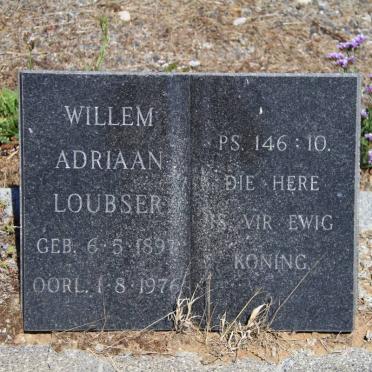 WILLEM
ADRIAAN
LOUBSER
GEB. 6·5·1897
OORL. 1·8·1976
PS. 146:10.
DIE HERE
IS VIR EWIG
KONING.